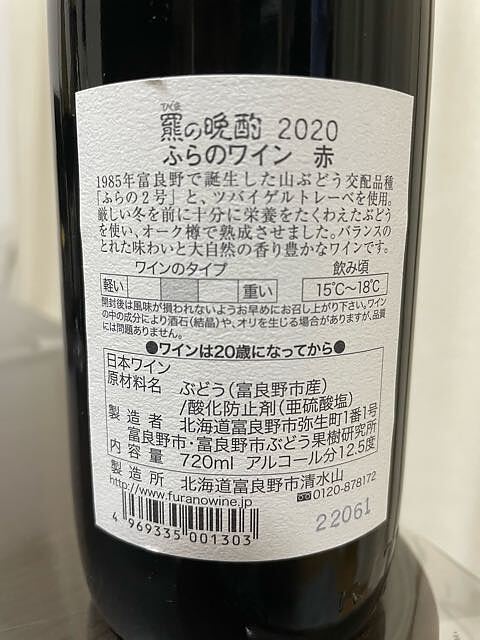 ひぐま
羆の晩酌 2020
ふらのワイン 赤
1985年富良野で誕生した山ぶどう交配品種
「ふらの2号」と、ツバイゲルトレーベを使用。
厳しい冬を前に十分に栄養をたくわえたぶどう
を使い、オーク樽で熟成させました。バランスの
とれた味わいと大自然の香り豊かなワインです。
ワインのタイプ 飲み頃
軽い 重い 15℃〜18℃
開封後は風味が損われないようお早めにお召し上がり下さい。ワイン
の中の成分により酒石(結晶)や、オリを生じる場合がありますが、品質
には問題ありません。
●ワインは20歳になってから●
日本ワイン
原材料名 ぶどう(富良野市産)
/酸化防止剤(亜硫酸塩)
製造者 北海道富良野市弥生町1番1号
富良野市・富良野市ぶどう果樹研究所
内容量 720ml アルコール分12.5度
製造所 北海道富良野市清水山
http://www.furanowine.jp 0120-878172
4 969335 001303
22061